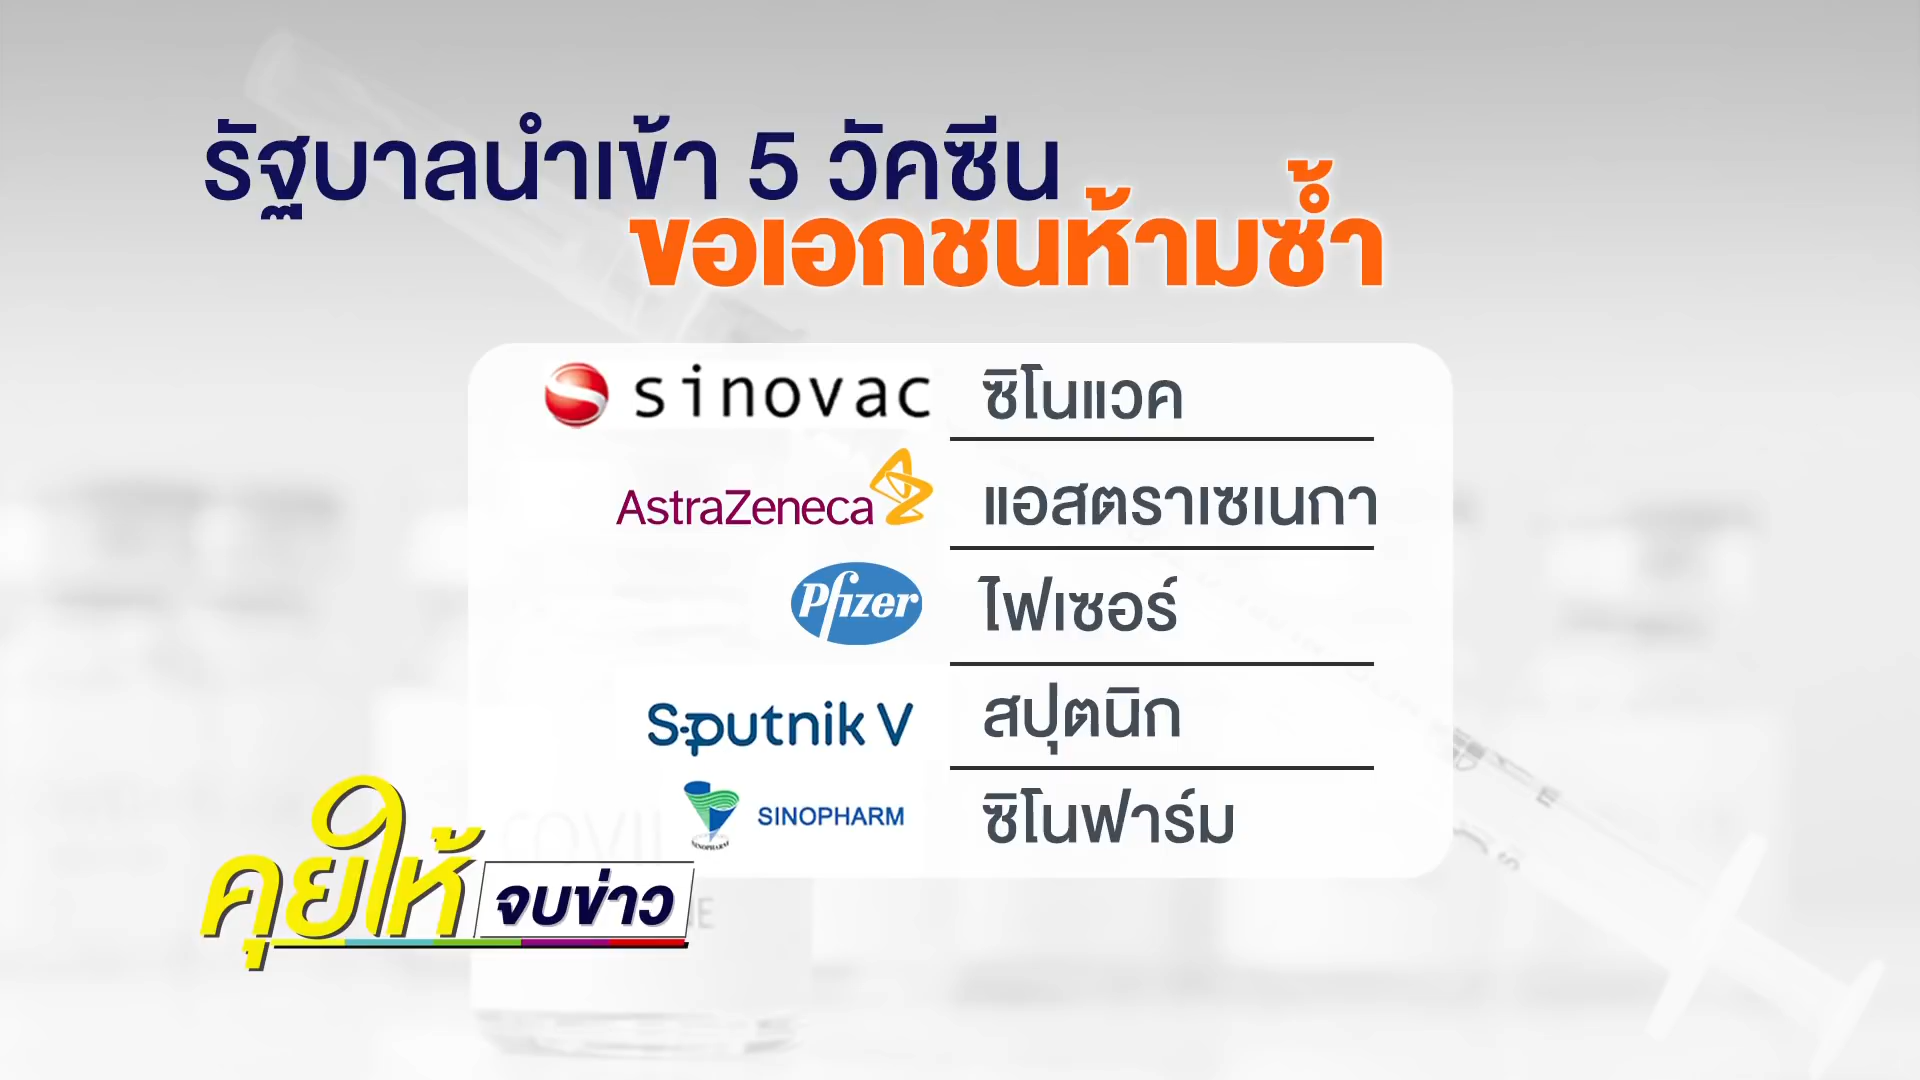 รัฐบาลนำเข้า 5 วัคซีน
ขอเอกชนห้ามซ้ำ
sinovac ซิโนแวค
AstraZeneca แอสตราเซเนกา
Pfizer ไฟเซอร์
Sputnik V สปุตนิก
SINOPHARM ซิโนฟาร์ม
SINOPHARM
คุยให้จบข่าว